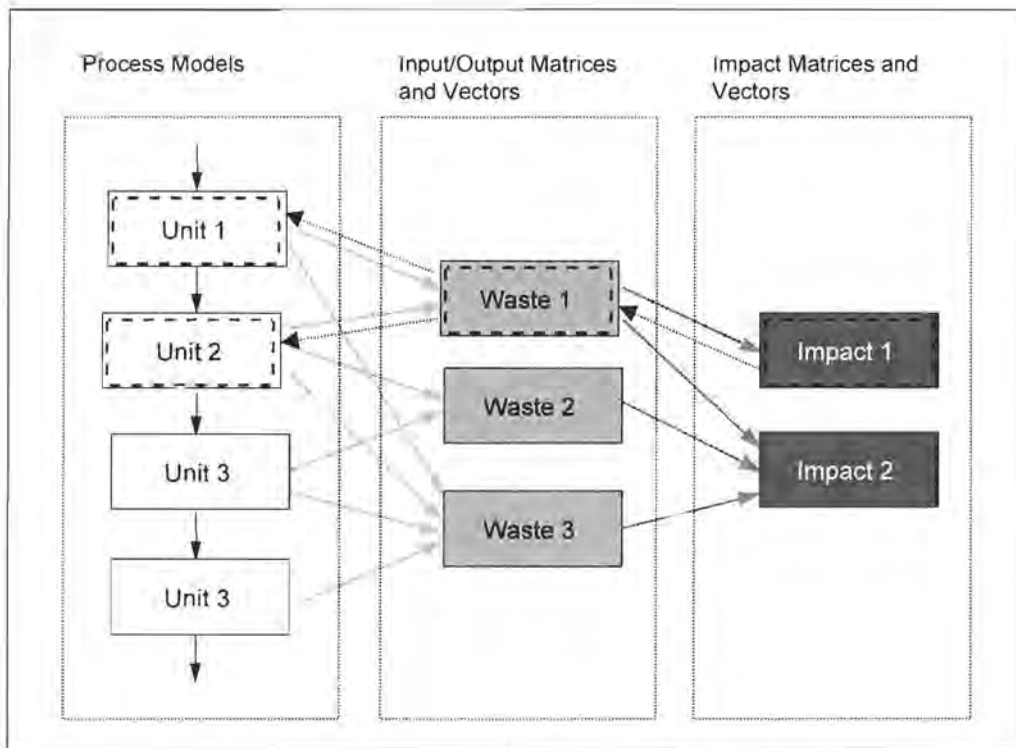 Process Models
Input/Output Matrices
and Vectors
Impact Matrices and
Vectors
Unit 1
Unit 2
Unit 3
Unit 3
Waste 1
Waste 2
Waste 3
Impact 1
Impact 2